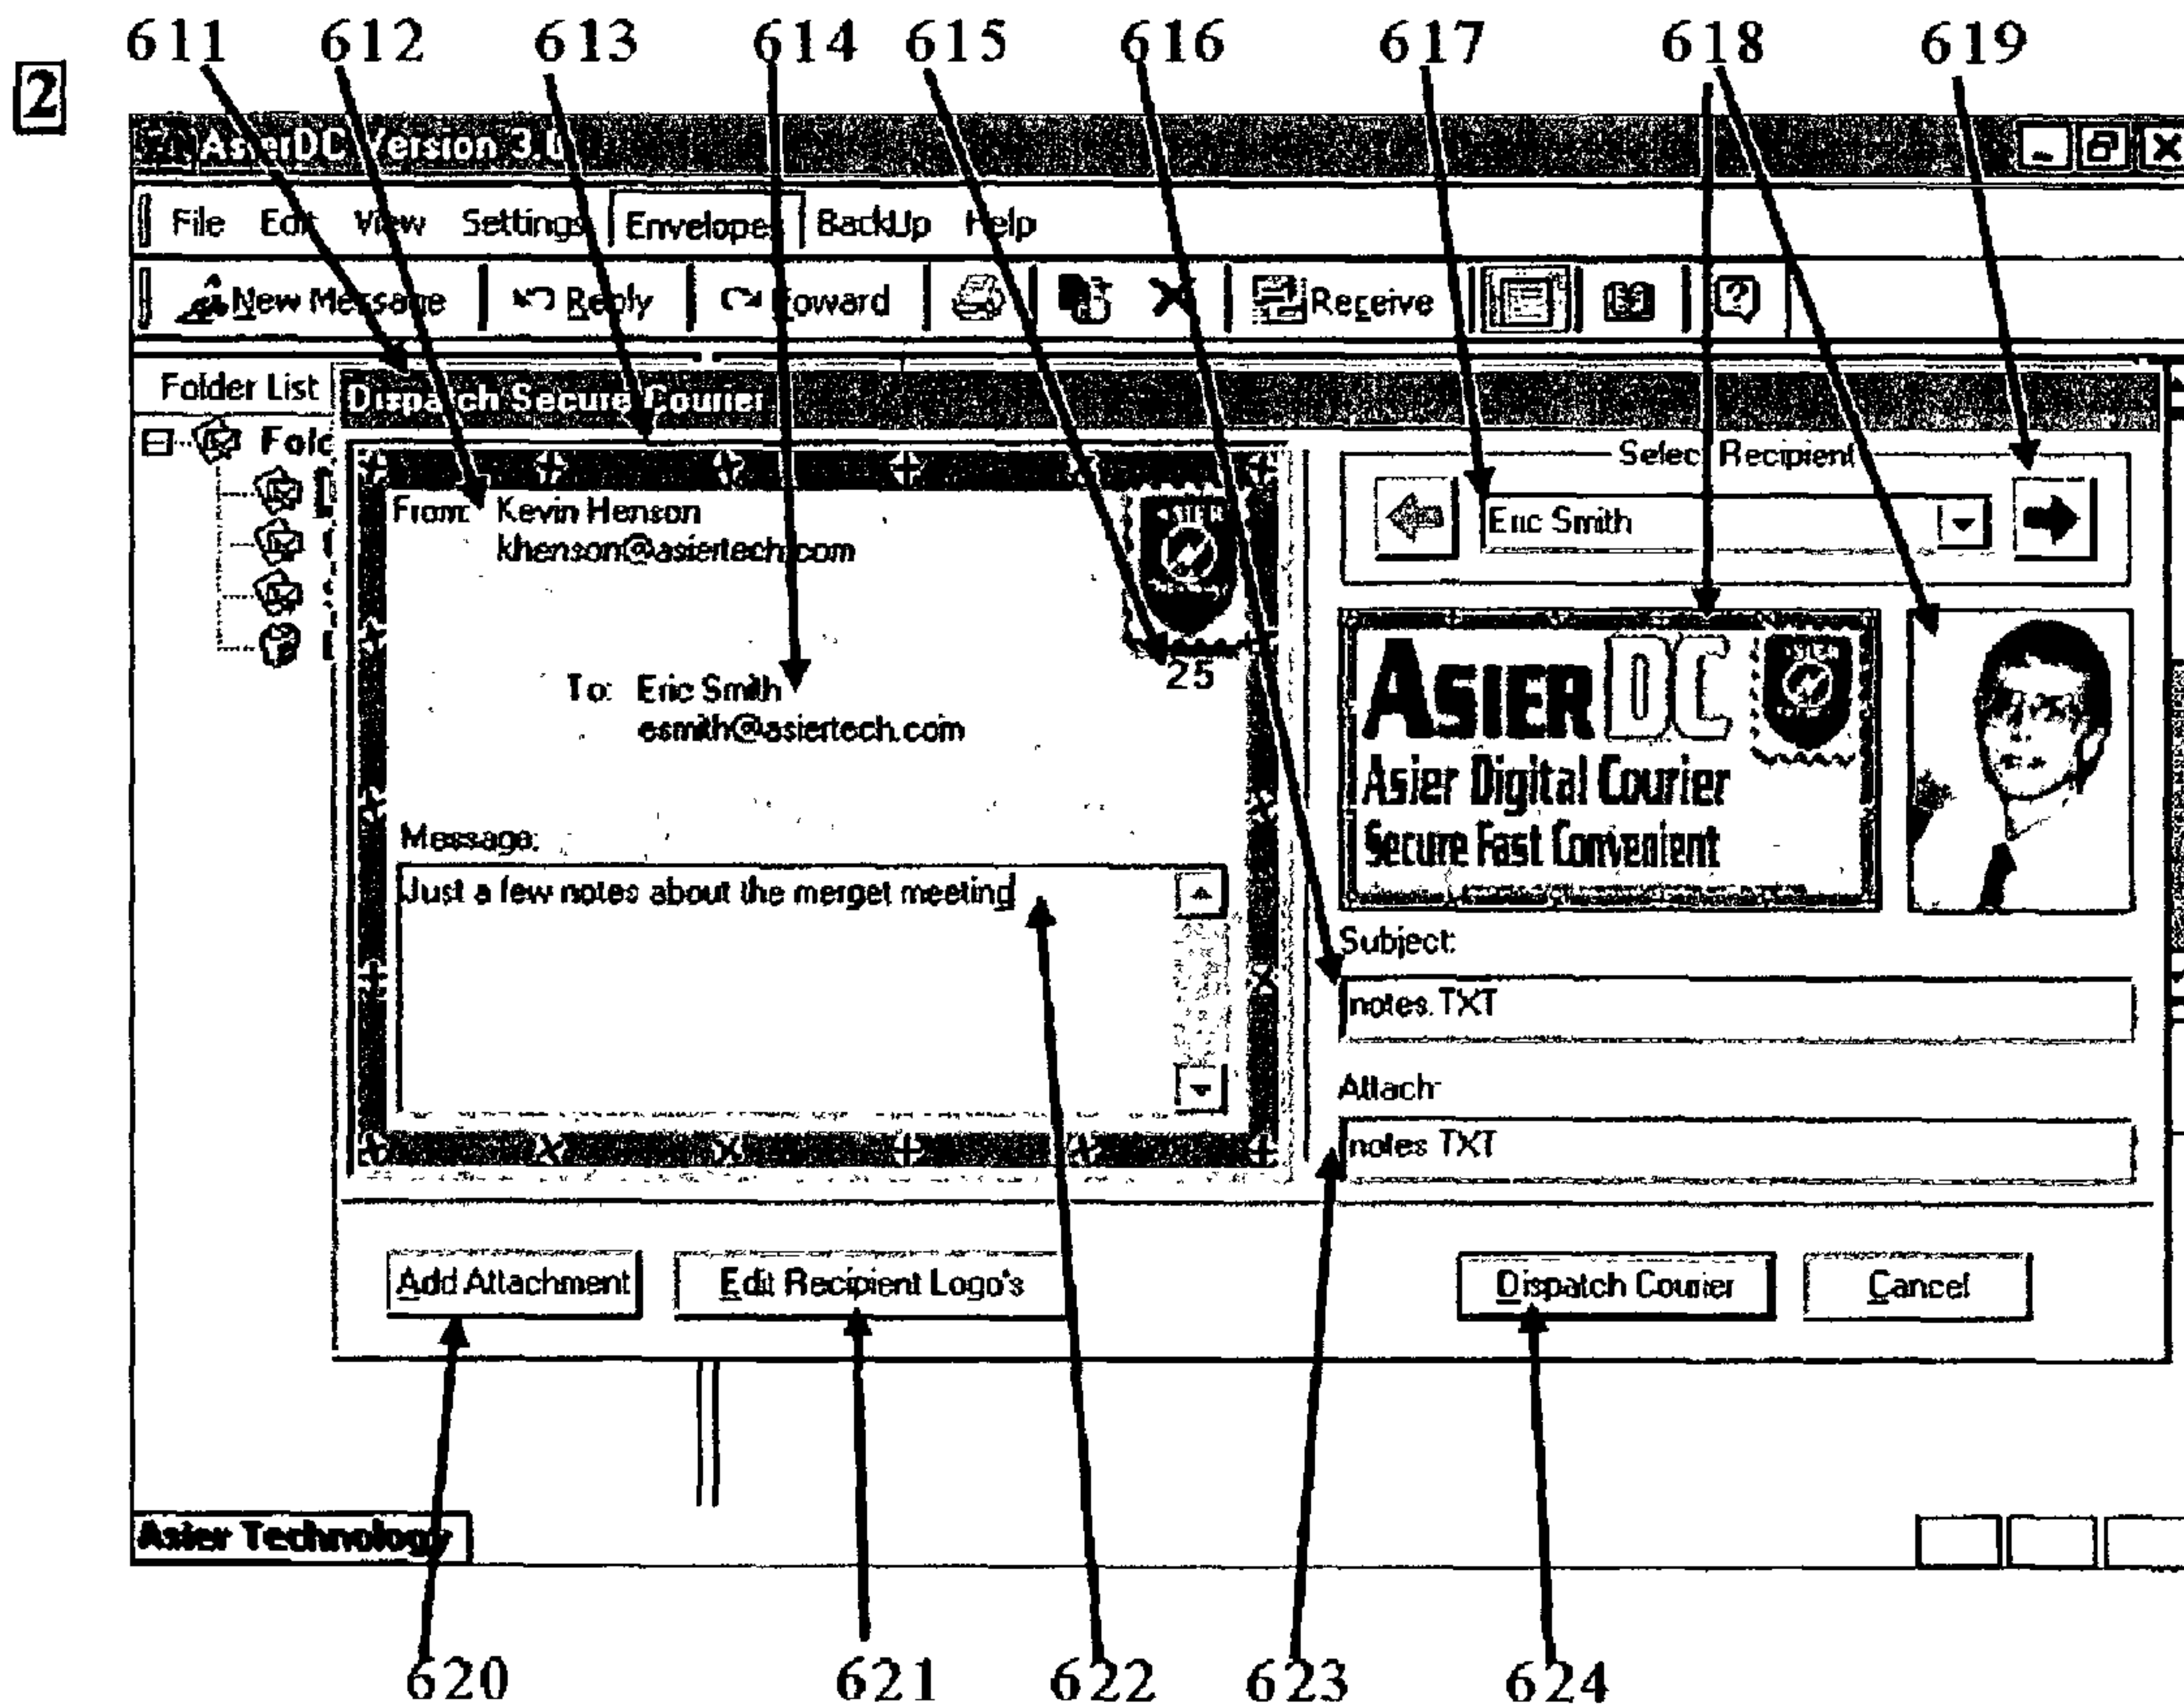 611 612 613 614 615 616 617 618 619
2
AsierDC Version 3.0
File Edit View Settings Envelopes BackUp Help
New Message Reply Foward Receive
Folder List
Dispatch Secure Courier
Select Recipient
From: Kevin Henson
khenson@asiertech.com
Eric Smith
25
To: Eric Smith
esmith@asiertech.com
ASIER DC
Asier Digital Courier
Secure Fast Convenient
Message:
Just a few notes about the merget meeting
Subject:
notes.TXT
Attach:
notes TXT
Add Attachment Edit Recipient Logo's Dispatch Courier Cancel
Asier Technology
620 621 622 623 624